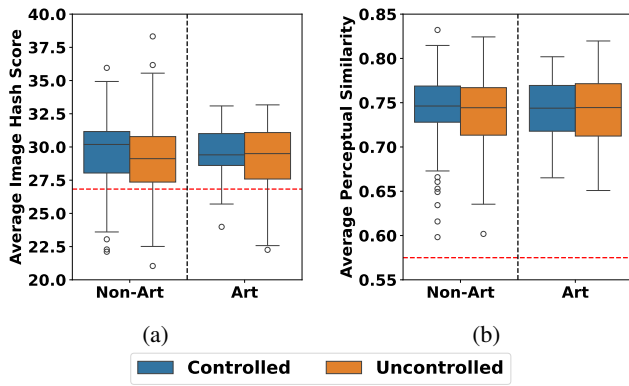 Average Image Hash Score
40.0
37.5
35.0
32.5
30.0
27.5
25.0
22.5
20.0
Non-Art
Art
(a)
Average Perceptual Similarity
0.85
0.80
0.75
0.70
0.65
0.60
0.55
Non-Art
Art
(b)
Controlled
Uncontrolled